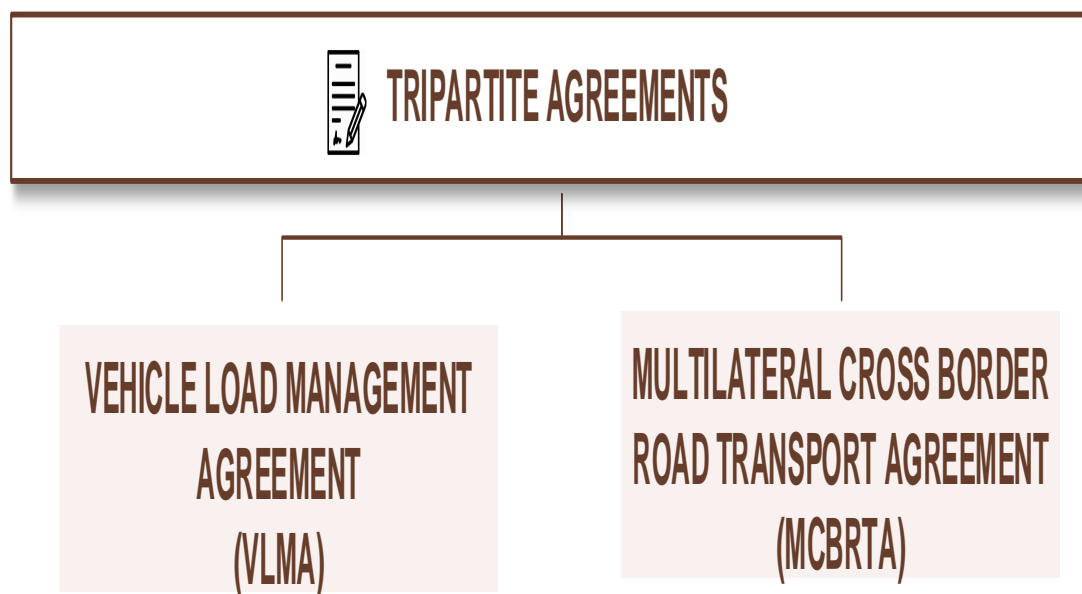 TRIPARTITE AGREEMENTS
VEHICLE LOAD MANAGEMENT
AGREEMENT
(VLMA)
MULTILATERAL CROSS BORDER
ROAD TRANSPORT AGREEMENT
(MCBRTA)